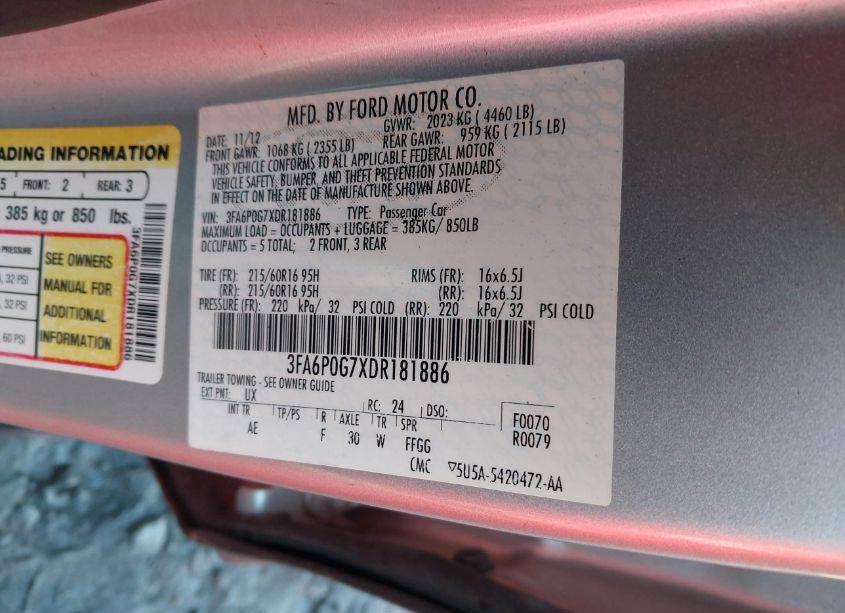 ADING INFORMATION
5 FRONT: 2 REAR: 3
385 kg or 850 lbs.
PRESSURE
32 PSI
32 PSI
60 PSI
SEE OWNERS
MANUAL FOR
ADDITIONAL
INFORMATION
3FA6P0G7XDR181886
MFD. BY FORD MOTOR CO.
DATE: 11/12 GVWR: 2023 KG ( 4460 LB)
FRONT GAWR: 1068 KG ( 2355 LB) REAR GAWR: 959 KG ( 2115 LB)
THIS VEHICLE CONFORMS TO ALL APPLICABLE FEDERAL MOTOR
VEHICLE SAFETY, BUMPER, AND THEFT PREVENTION STANDARDS
IN EFFECT ON THE DATE OF MANUFACTURE SHOWN ABOVE.
VIN: 3FA6P0G7XDR181886 TYPE: Passenger Car
MAXIMUM LOAD = OCCUPANTS + LUGGAGE = 385KG/ 850LB
OCCUPANTS = 5 TOTAL; 2 FRONT, 3 REAR
TIRE (FR): 215/60R16 95H RIMS (FR): 16x6.5J
(RR): 215/60R16 95H (RR): 16x6.5J
PRESSURE (FR): 220 kPa/ 32 PSI COLD (RR): 220 kPa/ 32 PSI COLD
3FA6P0G7XDR181886
TRAILER TOWING - SEE OWNER GUIDE
EXT PNT: UX RC: 24 DSO: F0070
INT TR TP/PS R AXLE TR SPR R0079
AE F 30 W FFGG
CMC ▽5U5A-5420472-AA